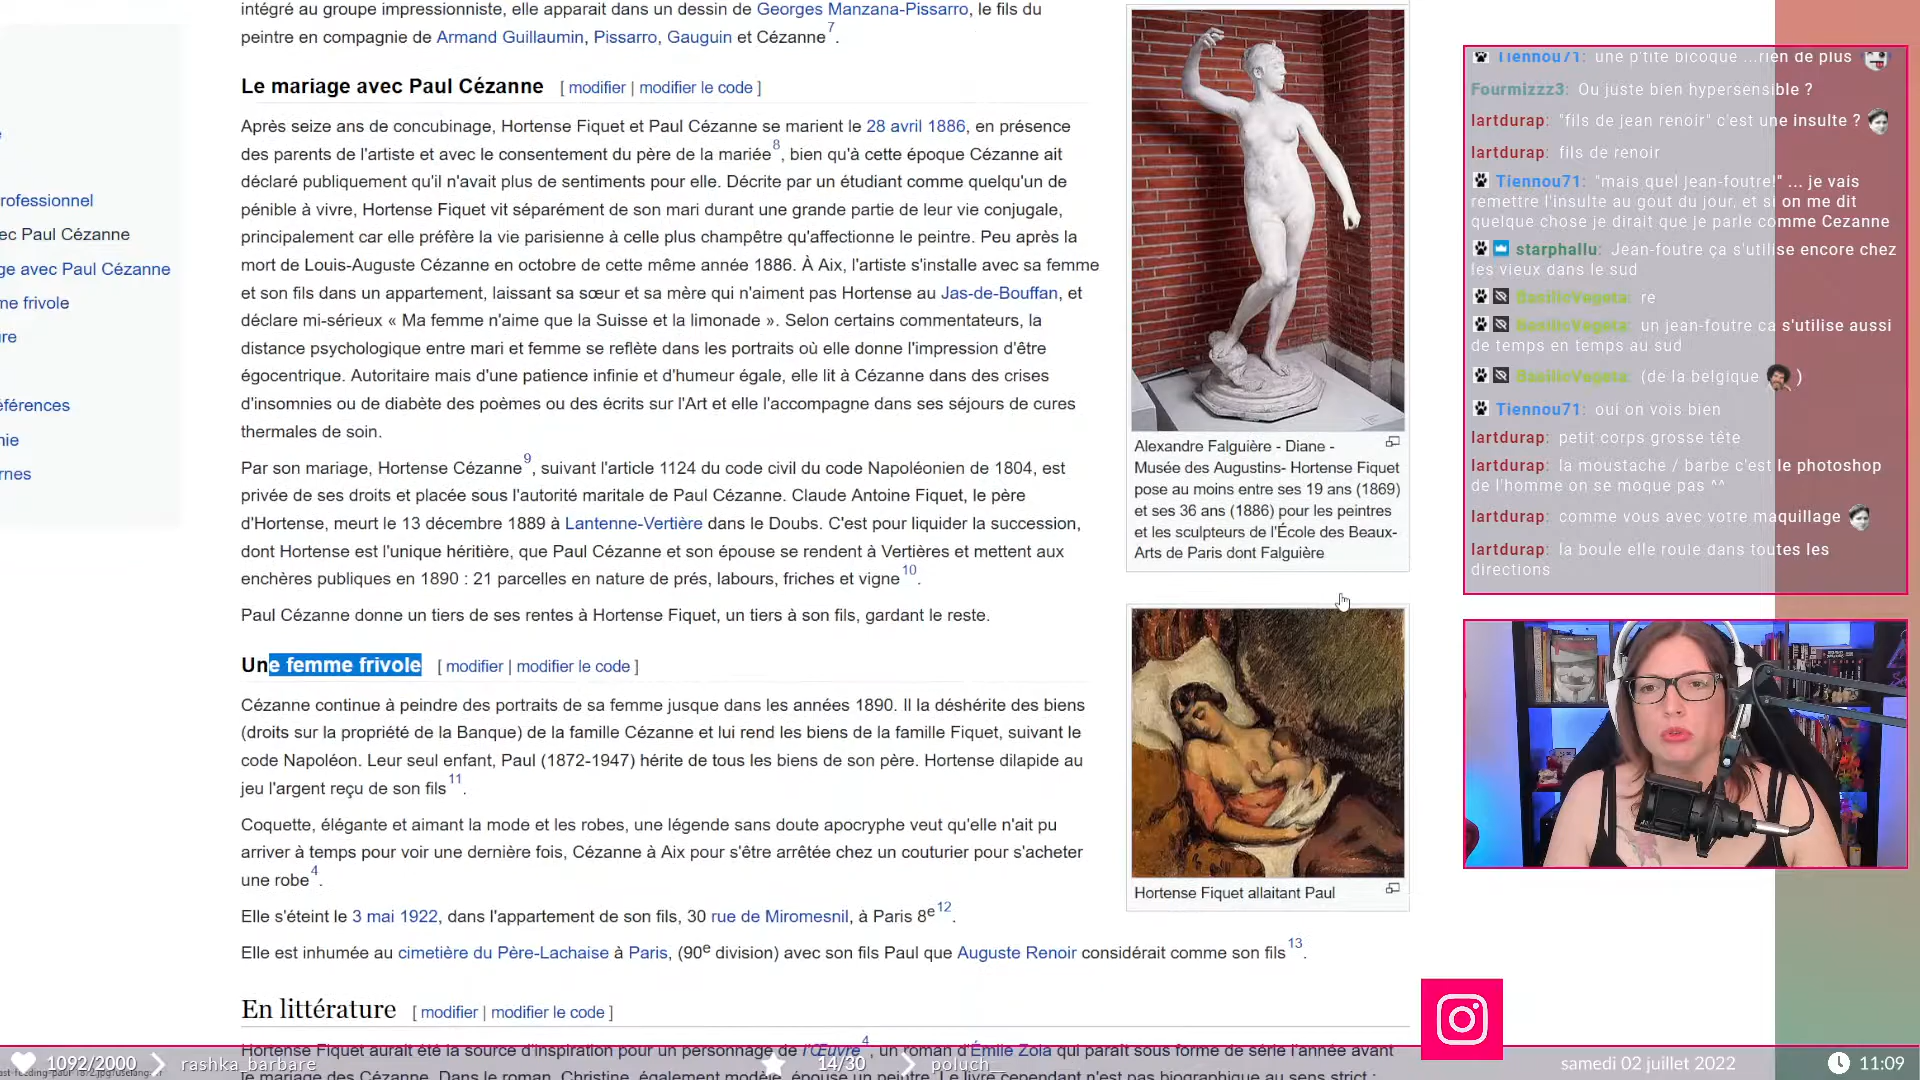 intégré au groupe impressionniste, elle apparait dans un dessin de Georges Manzana-Pissarro, le fils du
peintre en compagnie de Armand Guillaumin, Pissarro, Gauguin et Cézanne 7.
Le mariage avec Paul Cézanne [ modifier | modifier le code ]
Après seize ans de concubinage, Hortense Fiquet et Paul Cézanne se marient le 28 avril 1886, en présence
des parents de l'artiste et avec le consentement du père de la mariée 8, bien qu'à cette époque Cézanne ait
déclaré publiquement qu'il n'avait plus de sentiments pour elle. Décrite par un étudiant comme quelqu'un de
pénible à vivre, Hortense Fiquet vit séparément de son mari durant une grande partie de leur vie conjugale,
principalement car elle préfère la vie parisienne à celle plus champêtre qu'affectionne le peintre. Peu après la
mort de Louis-Auguste Cézanne en octobre de cette même année 1886. À Aix, l'artiste s'installe avec sa femme
et son fils dans un appartement, laissant sa sœur et sa mère qui n'aiment pas Hortense au Jas-de-Bouffan, et
déclare mi-sérieux « Ma femme n'aime que la Suisse et la limonade ». Selon certains commentateurs, la
distance psychologique entre mari et femme se reflète dans les portraits où elle donne l'impression d'être
égocentrique. Autoritaire mais d'une patience infinie et d'humeur égale, elle lit à Cézanne dans des crises
d'insomnies ou de diabète des poèmes ou des écrits sur l'Art et elle l'accompagne dans ses séjours de cures
thermales de soin.
Par son mariage, Hortense Cézanne 9, suivant l'article 1124 du code civil du code Napoléonien de 1804, est
privée de ses droits et placée sous l'autorité maritale de Paul Cézanne. Claude Antoine Fiquet, le père
d'Hortense, meurt le 13 décembre 1889 à Lantenne-Vertière dans le Doubs. C'est pour liquider la succession,
dont Hortense est l'unique héritière, que Paul Cézanne et son épouse se rendent à Vertières et mettent aux
enchères publiques en 1890 : 21 parcelles en nature de prés, labours, friches et vigne 10.
Paul Cézanne donne un tiers de ses rentes à Hortense Fiquet, un tiers à son fils, gardant le reste.
Une femme frivole [ modifier | modifier le code ]
Cézanne continue à peindre des portraits de sa femme jusque dans les années 1890. Il la déshérite des biens
(droits sur la propriété de la Banque) de la famille Cézanne et lui rend les biens de la famille Fiquet, suivant le
code Napoléon. Leur seul enfant, Paul (1872-1947) hérite de tous les biens de son père. Hortense dilapide au
jeu l'argent reçu de son fils 11.
Coquette, élégante et aimant la mode et les robes, une légende sans doute apocryphe veut qu'elle n'ait pu
arriver à temps pour voir une dernière fois, Cézanne à Aix pour s'être arrêtée chez un couturier pour s'acheter
une robe 4.
Elle s'éteint le 3 mai 1922, dans l'appartement de son fils, 30 rue de Miromesnil, à Paris 8e 12.
Elle est inhumée au cimetière du Père-Lachaise à Paris, (90e division) avec son fils Paul que Auguste Renoir considérait comme son fils 13.
En littérature [ modifier | modifier le code ]
Hortense Fiquet aurait été la source d'inspiration pour un personnage de l'Œuvre 4, un roman d'Émile Zola qui paraît sous forme de série l'année avant
le mariage des Cézanne. Dans le roman, Christine, également modèle, épouse un peintre. Le livre cependant n'est pas biographique au sens strict :
rofessionnel
ec Paul Cézanne
ge avec Paul Cézanne
ne frivole
re
éférences
nie
rnes
Alexandre Falguière - Diane -
Musée des Augustins- Hortense Fiquet
pose au moins entre ses 19 ans (1869)
et ses 36 ans (1886) pour les peintres
et les sculpteurs de l'École des Beaux-
Arts de Paris dont Falguière
Hortense Fiquet allaitant Paul
Tiennou71: une p'tite bicoque ...rien de plus
Fourmizzz3: Ou juste bien hypersensible ?
lartdurap: "fils de jean renoir" c'est une insulte ?
lartdurap: fils de renoir
Tiennou71: "mais quel jean-foutre!" ... je vais
remettre l'insulte au gout du jour, et si on me dit
quelque chose je dirait que je parle comme Cezanne
starphallu: Jean-foutre ça s'utilise encore chez
les vieux dans le sud
BasilicVegeta: re
BasilicVegeta: un jean-foutre ca s'utilise aussi
de temps en temps au sud
BasilicVegeta: (de la belgique )
Tiennou71: oui on vois bien
lartdurap: petit corps grosse tête
lartdurap: la moustache / barbe c'est le photoshop
de l'homme on se moque pas ^^
lartdurap: comme vous avec votre maquillage
lartdurap: la boule elle roule dans toutes les
directions
1092/2000 rashka_barbare 14/30 poluch__ samedi 02 juillet 2022 11:09